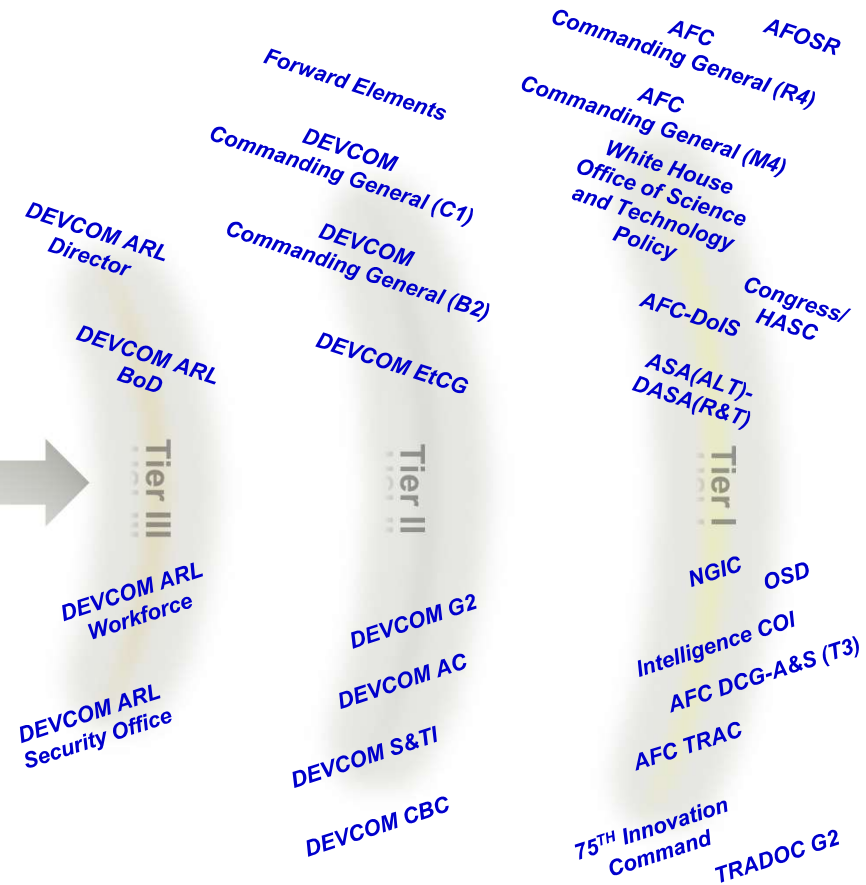 DEVCOM ARL
Director
DEVCOM ARL
BoD
Tier III
DEVCOM ARL
Workforce
DEVCOM ARL
Security Office
Forward Elements
DEVCOM
Commanding General (C1)
DEVCOM
Commanding General (B2)
DEVCOM EtCG
Tier II
DEVCOM G2
DEVCOM AC
DEVCOM S&TI
DEVCOM CBC
AFC
Commanding General (R4)
AFOSR
AFC
Commanding General (M4)
White House
Office of Science
and Technology
Policy
Congress/
HASC
AFC-DoIS
ASA(ALT)-
DASA(R&T)
Tier I
NGIC
OSD
Intelligence COI
AFC DCG-A&S (T3)
AFC TRAC
75TH Innovation
Command
TRADOC G2